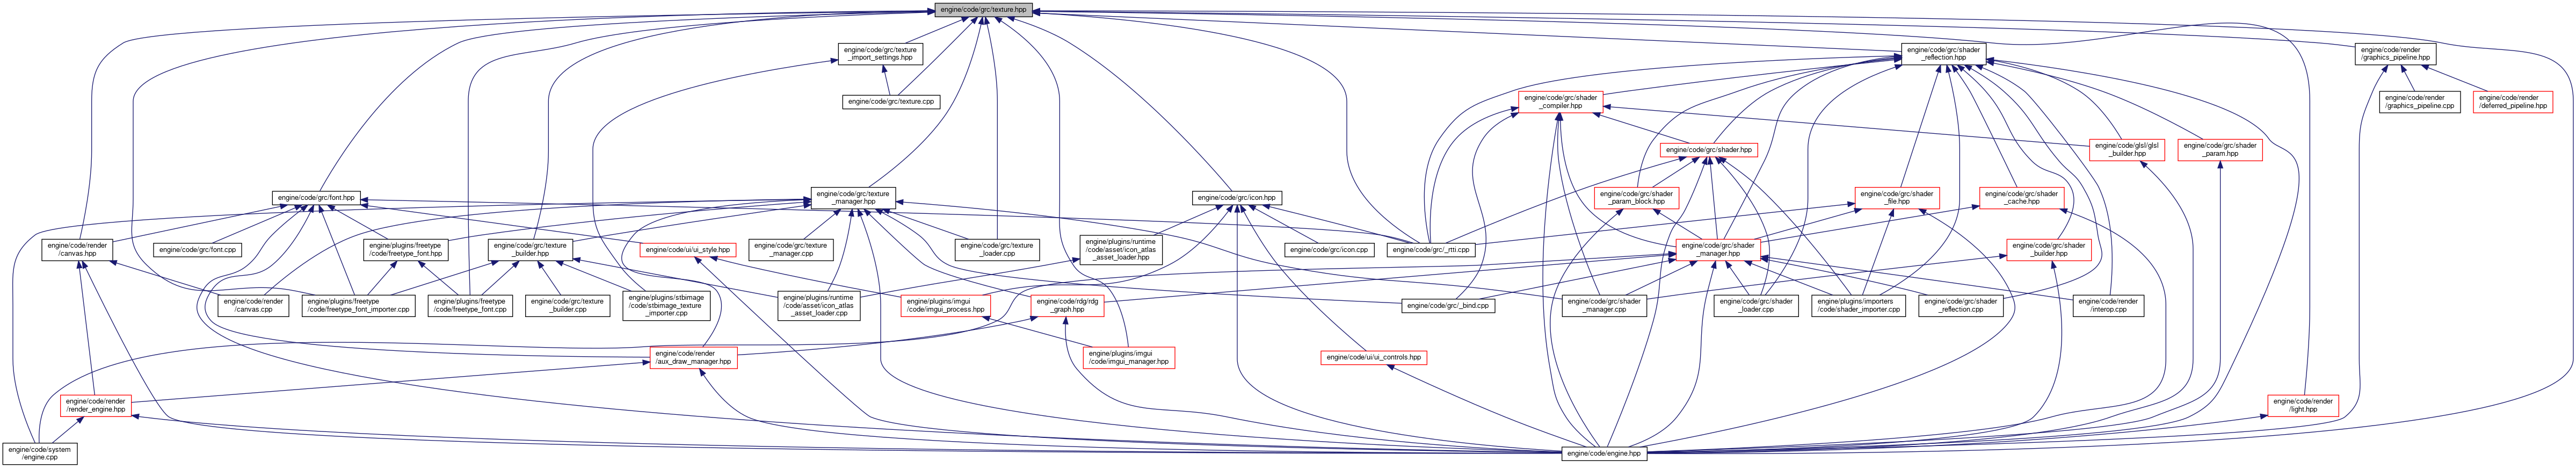 engine/code/grc/texture.hpp
engine/code/grc/texture
_import_settings.hpp
engine/code/grc/shader
_reflection.hpp
engine/code/render
/graphics_pipeline.hpp
engine/code/grc/texture.cpp
engine/code/grc/shader
_compiler.hpp
engine/code/render
/graphics_pipeline.cpp
engine/code/render
/deferred_pipeline.hpp
engine/code/grc/shader.hpp
engine/code/glsl/glsl
_builder.hpp
engine/code/grc/shader
_param.hpp
engine/code/grc/font.hpp
engine/code/grc/texture
_manager.hpp
engine/code/grc/icon.hpp
engine/code/grc/shader
_param_block.hpp
engine/code/grc/shader
_file.hpp
engine/code/grc/shader
_cache.hpp
engine/code/render
/canvas.hpp
engine/code/grc/font.cpp
engine/plugins/freetype
/code/freetype_font.hpp
engine/code/grc/texture
_builder.hpp
engine/code/ui/ui_style.hpp
engine/code/grc/texture
_manager.cpp
engine/code/grc/texture
_loader.cpp
engine/plugins/runtime
/code/asset/icon_atlas
_asset_loader.hpp
engine/code/grc/icon.cpp
engine/code/grc/_rtti.cpp
engine/code/grc/shader
_manager.hpp
engine/code/grc/shader
_builder.hpp
engine/code/render
/canvas.cpp
engine/plugins/freetype
/code/freetype_font_importer.cpp
engine/plugins/freetype
/code/freetype_font.cpp
engine/code/grc/texture
_builder.cpp
engine/plugins/stbimage
/code/stbimage_texture
_importer.cpp
engine/plugins/runtime
/code/asset/icon_atlas
_asset_loader.cpp
engine/plugins/imgui
/code/imgui_process.hpp
engine/code/rdg/rdg
_graph.hpp
engine/code/grc/_bind.cpp
engine/code/grc/shader
_manager.cpp
engine/code/grc/shader
_loader.cpp
engine/plugins/importers
/code/shader_importer.cpp
engine/code/grc/shader
_reflection.cpp
engine/code/render
/interop.cpp
engine/code/render
/aux_draw_manager.hpp
engine/plugins/imgui
/code/imgui_manager.hpp
engine/code/ui/ui_controls.hpp
engine/code/render
/render_engine.hpp
engine/code/render
/light.hpp
engine/code/system
/engine.cpp
engine/code/engine.hpp